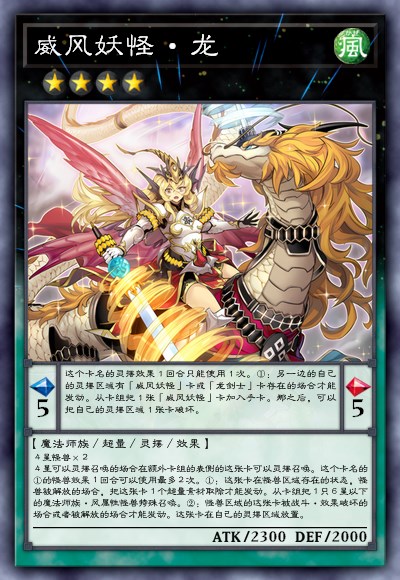 威风妖怪・龙
風
这个卡名的灵摆效果1回合只能使用1次。①：另一边的自己
的灵摆区域有「威风妖怪」卡或「龙剑士」卡存在的场合才能
发动。从卡组把1张「威风妖怪」卡加入手卡。那之后，可以
把自己的灵摆区域1张卡破坏。
5
5
【魔法师族／超量／灵摆／效果】
4星怪兽×2
4星可以灵摆召唤的场合在额外卡组的表侧的这张卡可以灵摆召唤。这个卡名的
①的怪兽效果1回合可以使用最多2次。①：这张卡在怪兽区域存在的状态，怪
兽被解放的场合，把这张卡1个超量素材取除才能发动。从卡组把1只6星以下
的魔法师族・风属性怪兽特殊召唤。②：怪兽区域的这张卡被战斗・效果破坏的
场合或者被解放的场合才能发动。这张卡在自己的灵摆区域放置。
ATK/2300 DEF/2000